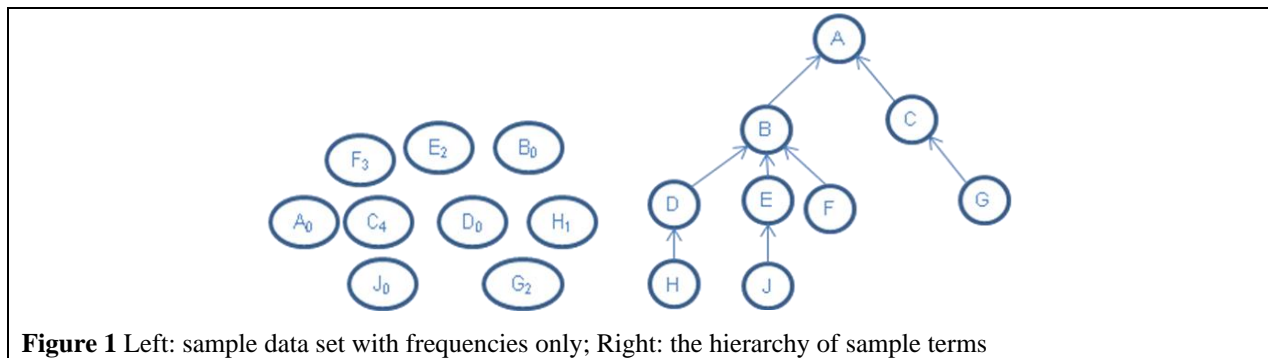 F3 E2 B0
A0 C4 D0 H1
J0 G2
A
B C
D E F G
H J
Figure 1 Left: sample data set with frequencies only; Right: the hierarchy of sample terms